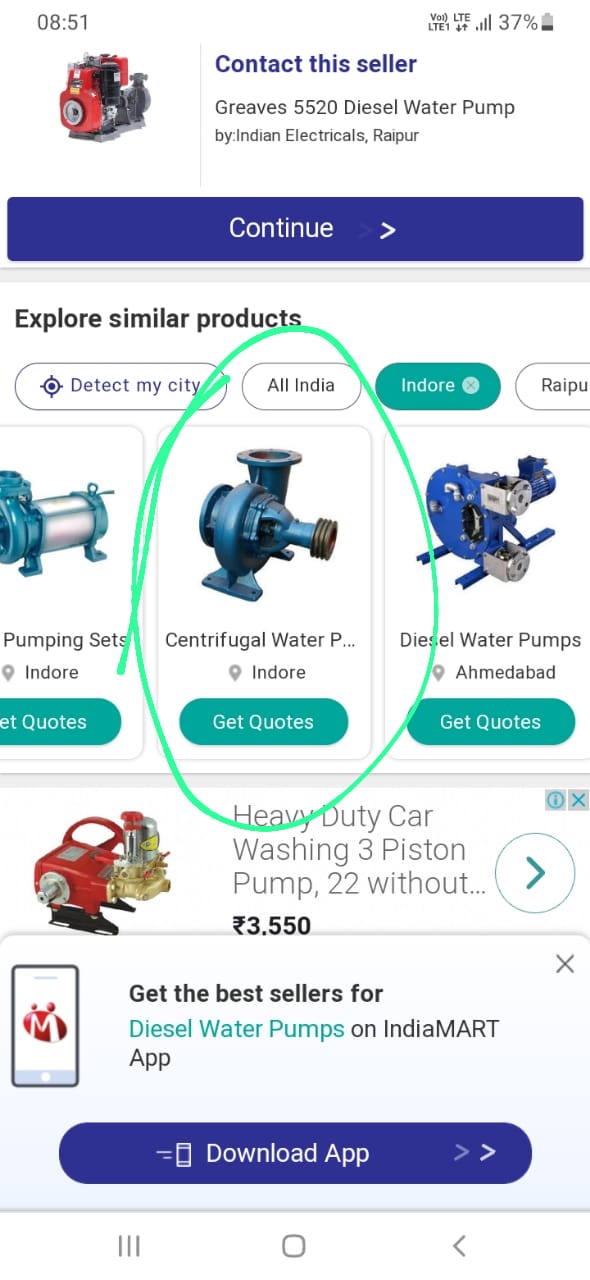 08:51
Vo) LTE 37%
LTE1
Contact this seller
Greaves 5520 Diesel Water Pump
by:Indian Electricals, Raipur
Continue
Explore similar products
Detect my city
All India
Indore
Raipu
Pumping Sets
Indore
et Quotes
Centrifugal Water P...
Indore
Get Quotes
Diesel Water Pumps
Ahmedabad
Get Quotes
Heavy Duty Car
Washing 3 Piston
Pump, 22 without...
₹3,550
Get the best sellers for
Diesel Water Pumps on IndiaMART
App
Download App